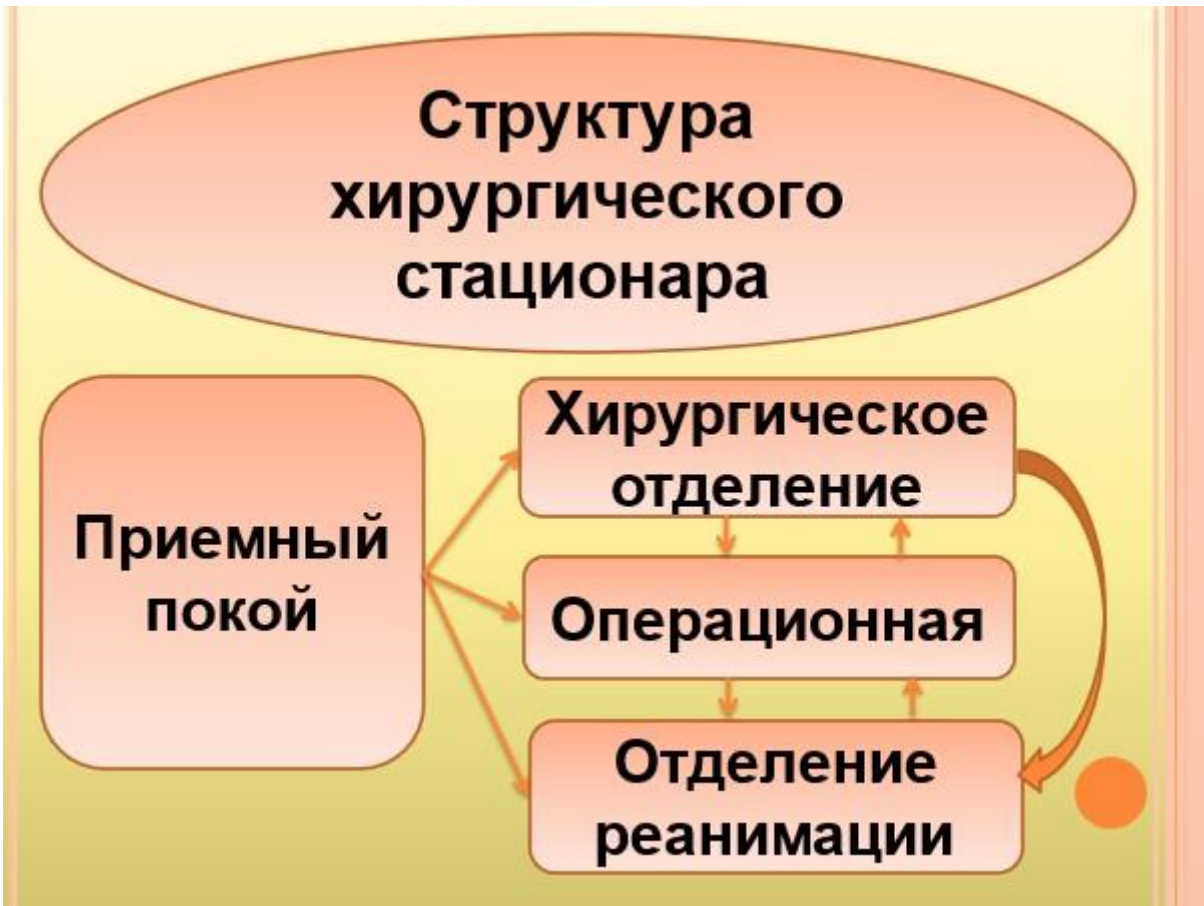 Структура
хирургического
стационара
Приемный
покой
Хирургическое
отделение
Операционная
Отделение
реанимации